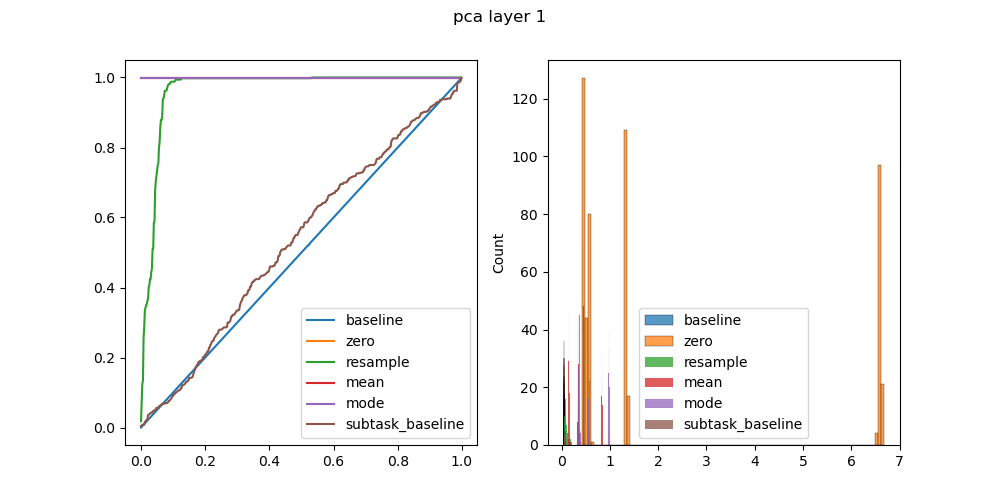 pca layer 1
1.0
0.8
0.6
0.4
0.2
0.0
0.0 0.2 0.4 0.6 0.8 1.0
baseline
zero
resample
mean
mode
subtask_baseline
Count
120
100
80
60
40
20
0
0 1 2 3 4 5 6 7
baseline
zero
resample
mean
mode
subtask_baseline